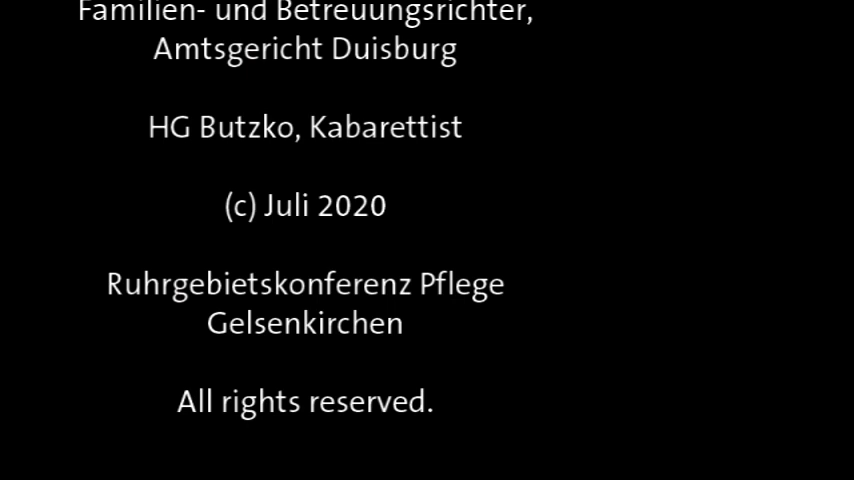 Familien- und Betreuungsrichter,
Amtsgericht Duisburg
HG Butzko, Kabarettist
(c) Juli 2020
Ruhrgebietskonferenz Pflege
Gelsenkirchen
All rights reserved.